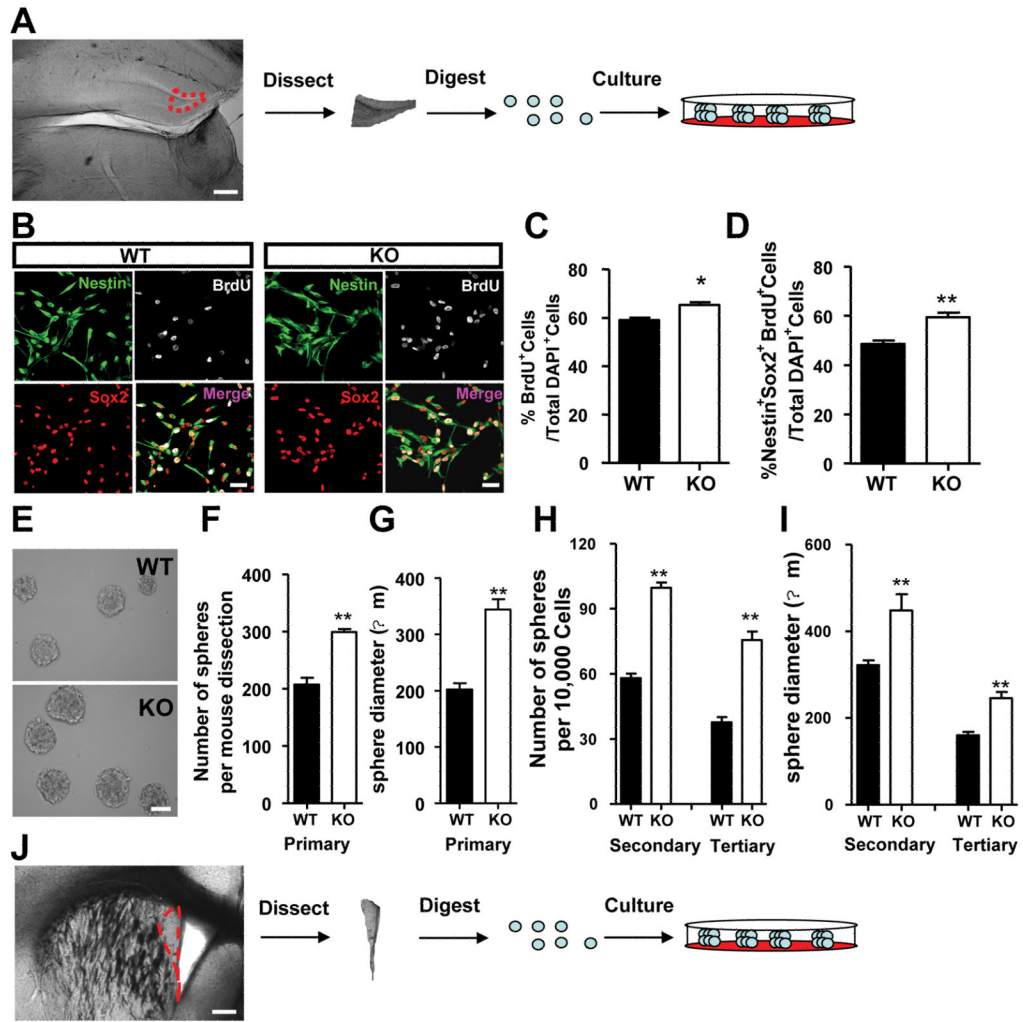 A
Dissect
Digest
Culture
B
WT
KO
Nestin
BrdU
Nestin
BrdU
Sox2
Merge
Sox2
Merge
C
% BrdU+Cells
/Total DAPI+Cells
80
60
40
20
0
*
WT KO
D
%Nestin+Sox2+ BrdU+Cells
/Total DAPI+Cells
80
60
40
20
0
**
WT KO
E
WT
KO
F
Number of spheres
per mouse dissection
400
300
200
100
0
**
WT KO
Primary
G
sphere diameter (? m)
400
300
200
100
0
**
WT KO
Primary
H
Number of spheres
per 10,000 Cells
120
90
60
30
0
**
**
WT KO WT KO
Secondary Tertiary
I
sphere diameter (? m)
600
400
200
0
**
**
WT KO WT KO
Secondary Tertiary
J
Dissect
Digest
Culture